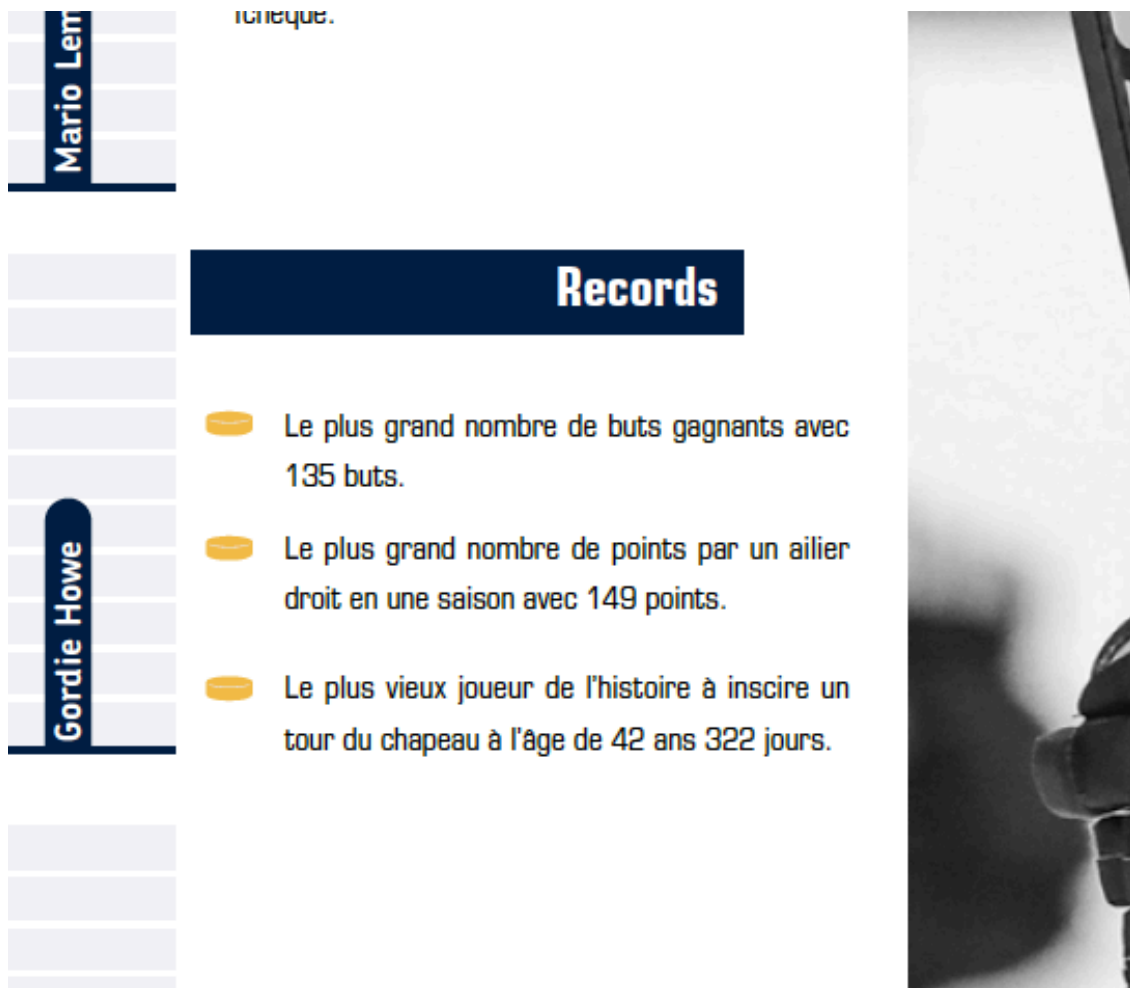 Mario Lem
Records
Le plus grand nombre de buts gagnants avec
135 buts.
Le plus grand nombre de points par un ailier
droit en une saison avec 149 points.
Le plus vieux joueur de l'histoire à inscire un
tour du chapeau à l'âge de 42 ans 322 jours.
Gordie Howe